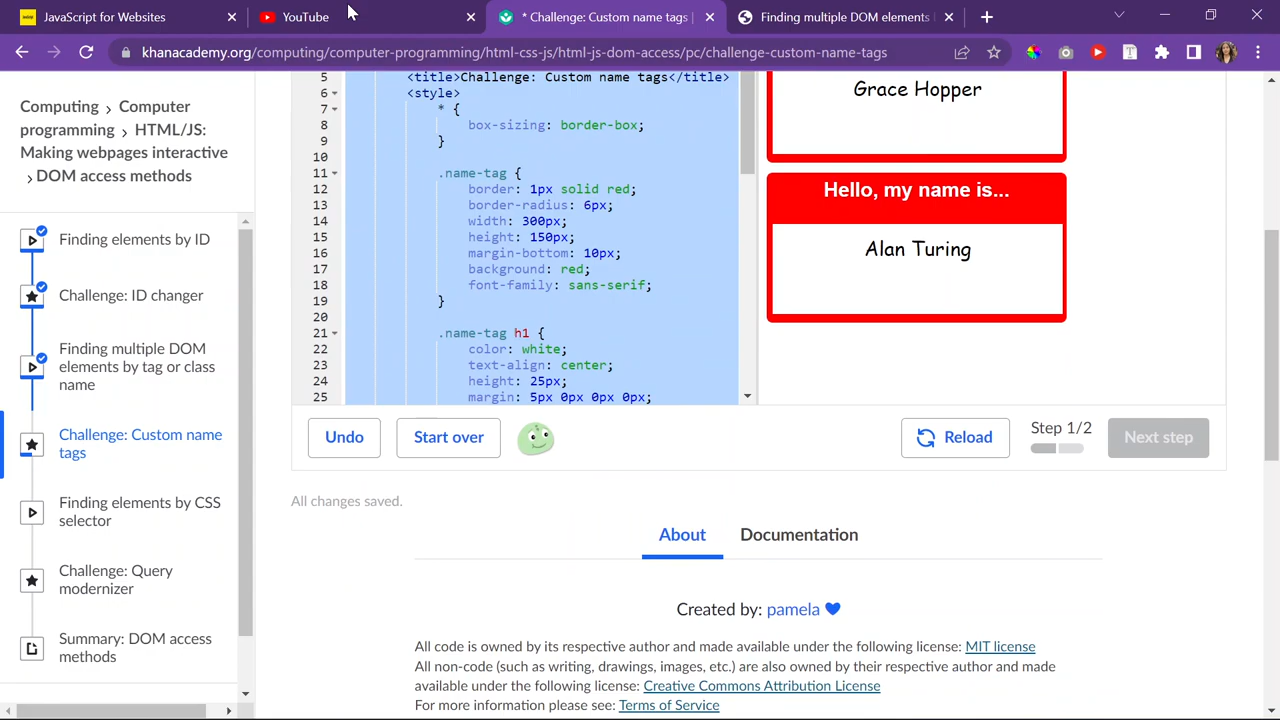 JavaScript for Websites
YouTube
* Challenge: Custom name tags |
Finding multiple DOM elements
khanacademy.org/computing/computer-programming/html-css-js/html-js-dom-access/pc/challenge-custom-name-tags
Computing > Computer programming > HTML/JS: Making webpages interactive
> DOM access methods
Finding elements by ID
Challenge: ID changer
Finding multiple DOM
elements by tag or class
name
Challenge: Custom name
tags
Finding elements by CSS
selector
Challenge: Query
modernizer
Summary: DOM access
methods
5 <title>Challenge: Custom name tags</title>
6 <style>
7 * {
8 box-sizing: border-box;
9 }
10
11 .name-tag {
12 border: 1px solid red;
13 border-radius: 6px;
14 width: 300px;
15 height: 150px;
16 margin-bottom: 10px;
17 background: red;
18 font-family: sans-serif;
19 }
20
21 .name-tag h1 {
22 color: white;
23 text-align: center;
24 height: 25px;
25 margin: 5px 0px 0px 0px;
Grace Hopper
Hello, my name is...
Alan Turing
Undo
Start over
Reload
Step 1/2
Next step
All changes saved.
About
Documentation
Created by: pamela
All code is owned by its respective author and made available under the following license: MIT license
All non-code (such as writing, drawings, images, etc.) are also owned by their respective author and made
available under the following license: Creative Commons Attribution License
For more information please see: Terms of Service